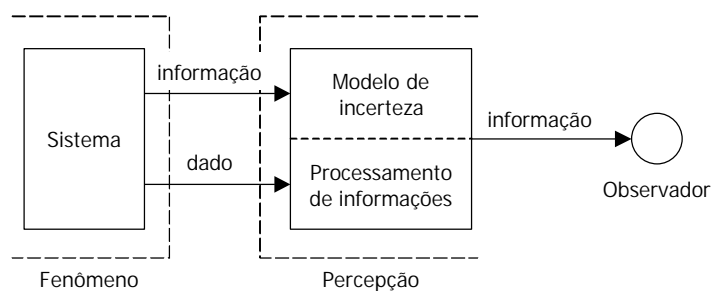 informação
Modelo de
incerteza
informação
Sistema
dado
Processamento
de informações
Observador
Fenômeno
Percepção